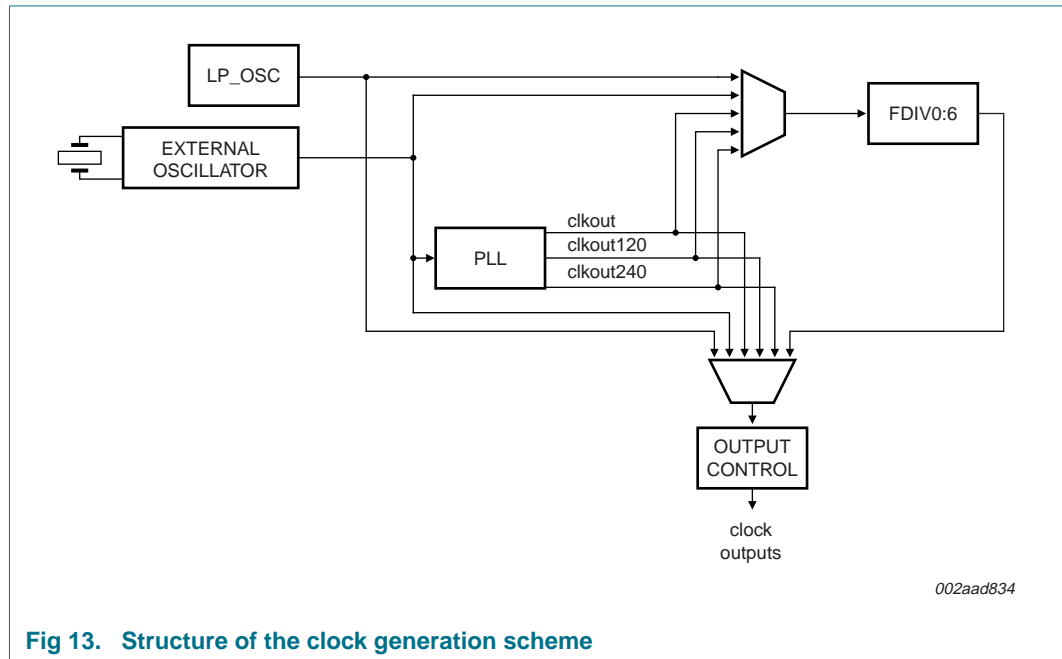 LP_OSC
EXTERNAL
OSCILLATOR
FDIV0:6
clkout
clkout120
clkout240
PLL
OUTPUT
CONTROL
clock
outputs
002aad834
Fig 13. Structure of the clock generation scheme